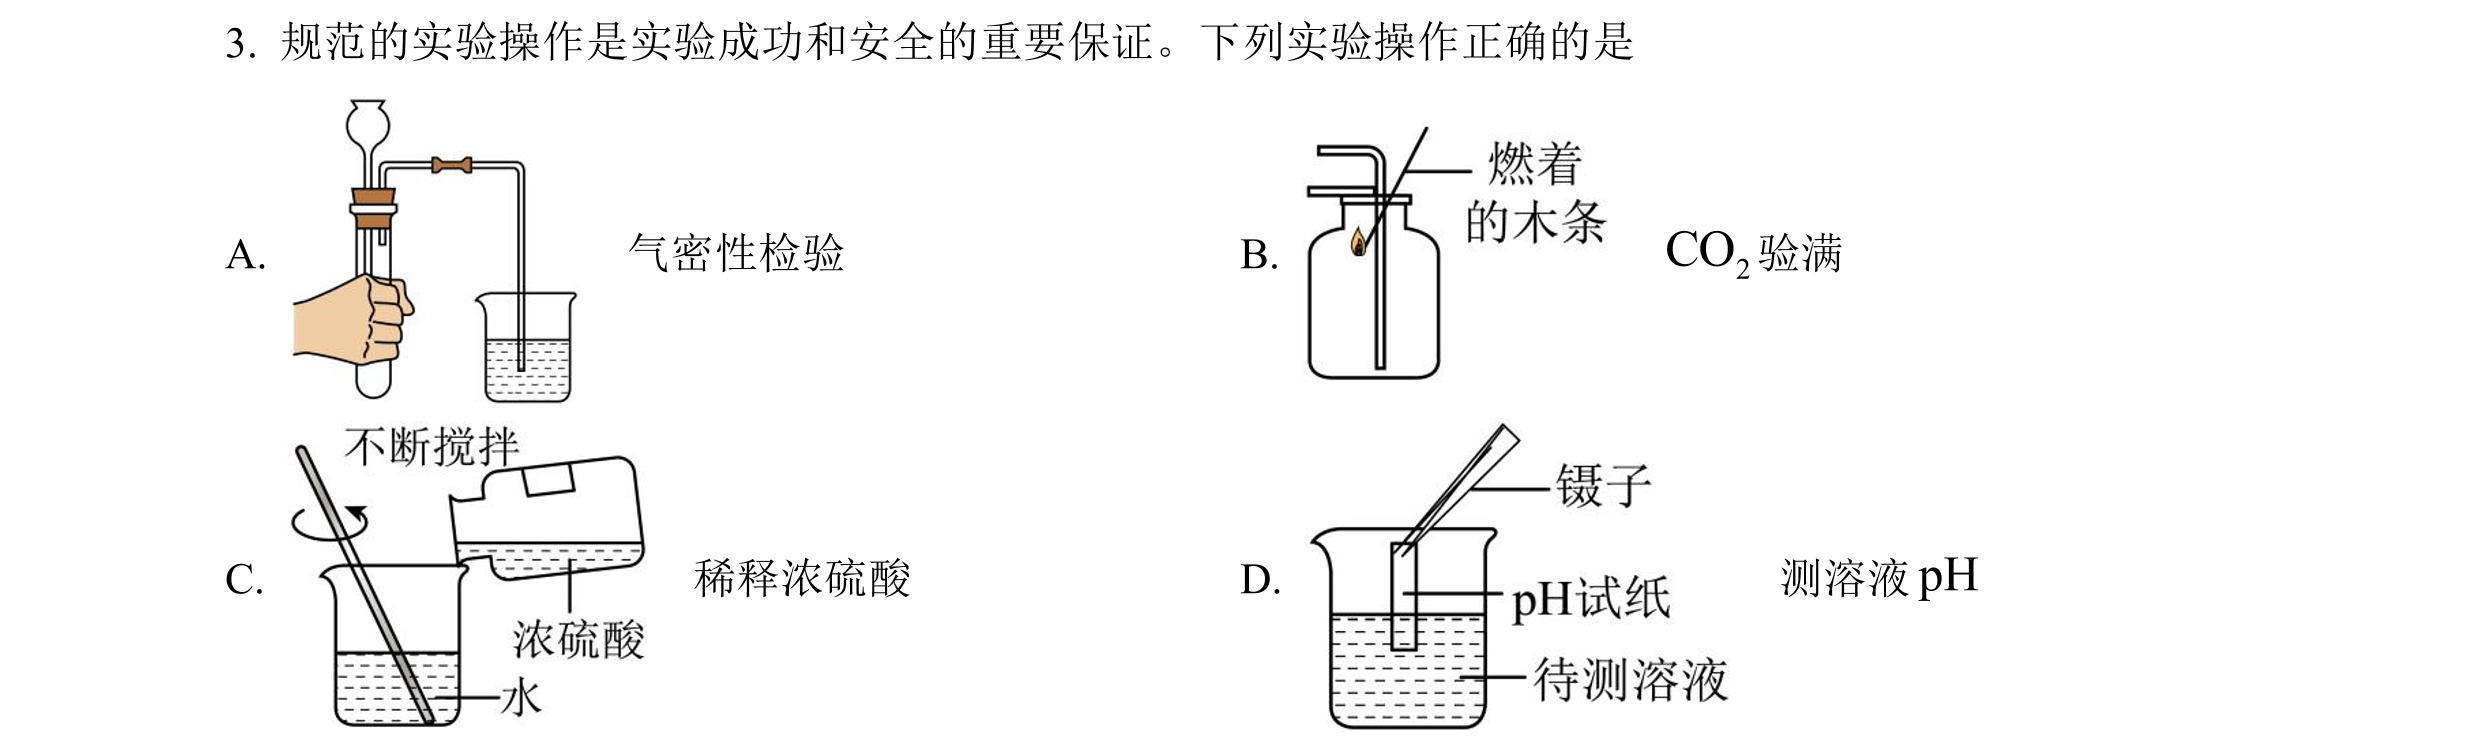 3. 规范的实验操作是实验成功和安全的重要保证。下列实验操作正确的是
A.
气密性检验
B.
燃着
的木条
CO₂验满
C.
不断搅拌
浓硫酸
水
稀释浓硫酸
D.
镊子
pH试纸
待测溶液
测溶液pH